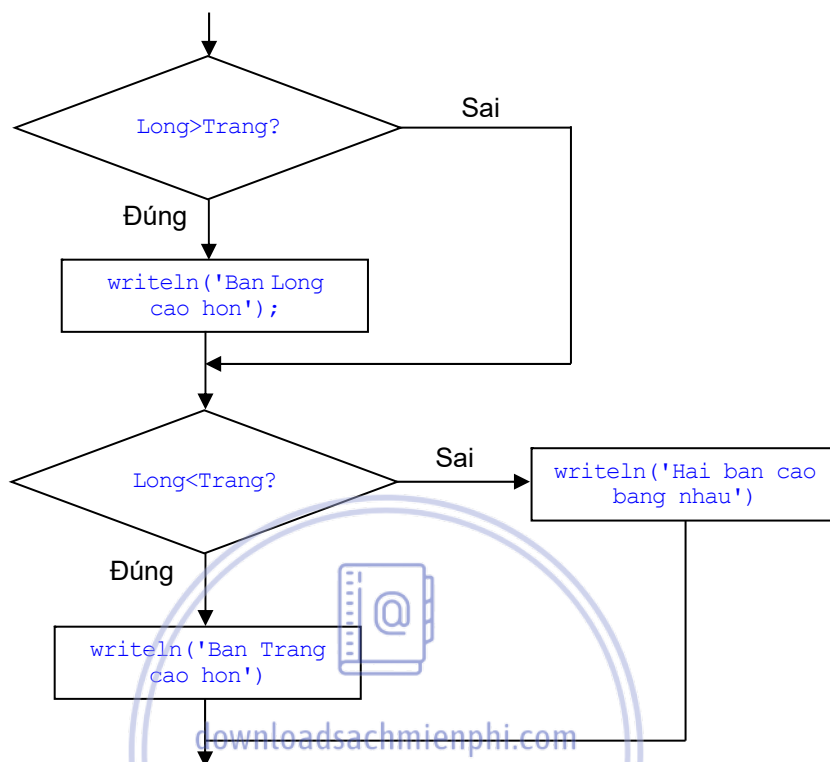 Long>Trang?
Sai
Đúng
writeln('Ban Long
cao hon');
Long<Trang?
Sai
writeln('Hai ban cao
bang nhau')
Đúng
writeln('Ban Trang
cao hon')
@
downloadsachmienphi.com